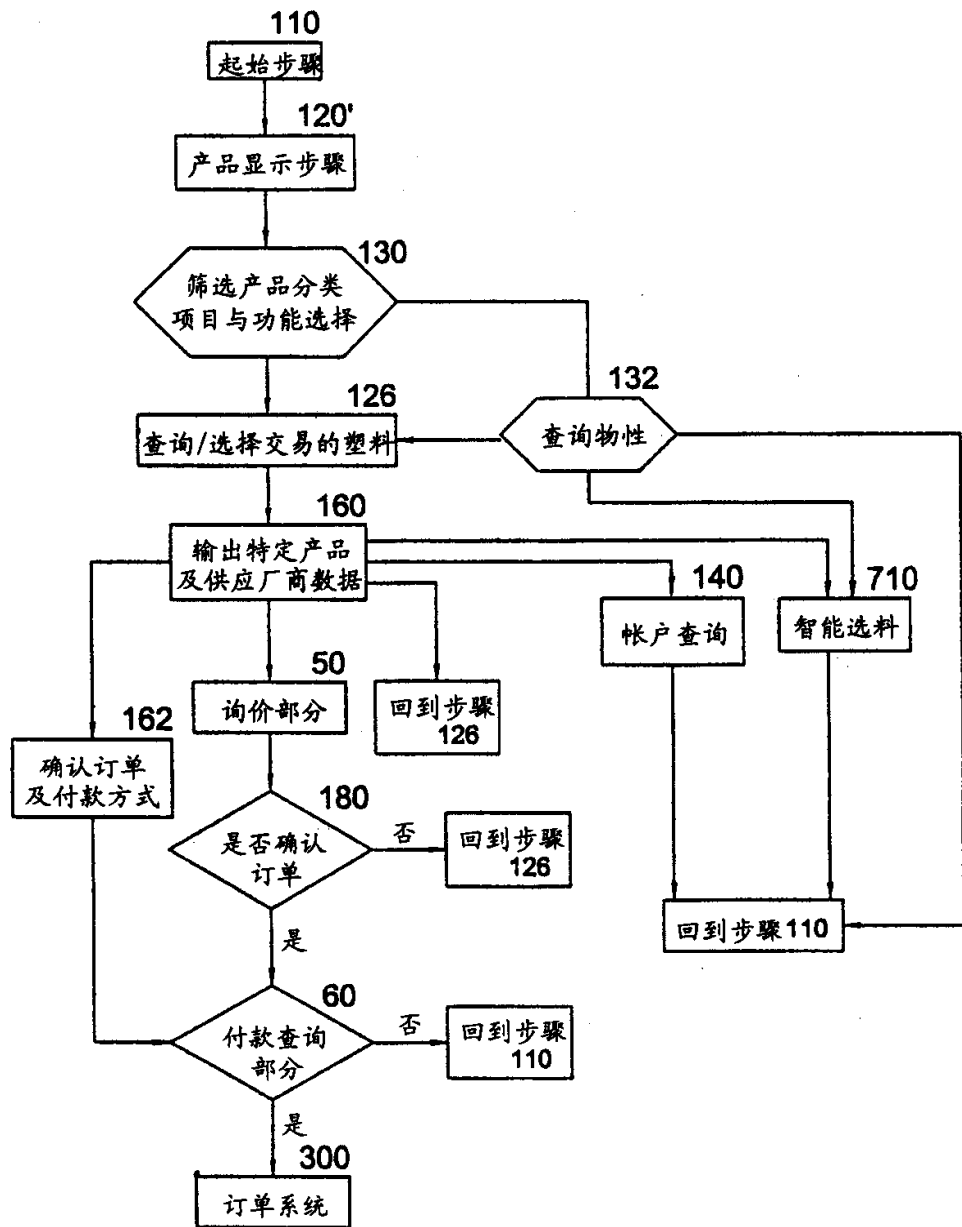 110
起始步骤
120'
产品显示步骤
130
筛选产品分类
项目与功能选择
126
查询/选择交易的塑料
132
查询物性
160
输出特定产品
及供应厂商数据
140
帐户查询
710
智能选料
50
询价部分
回到步骤
126
162
确认订单
及付款方式
180
是否确认
订单
否
回到步骤
126
是
回到步骤110
60
付款查询
部分
否
回到步骤
110
是
300
订单系统